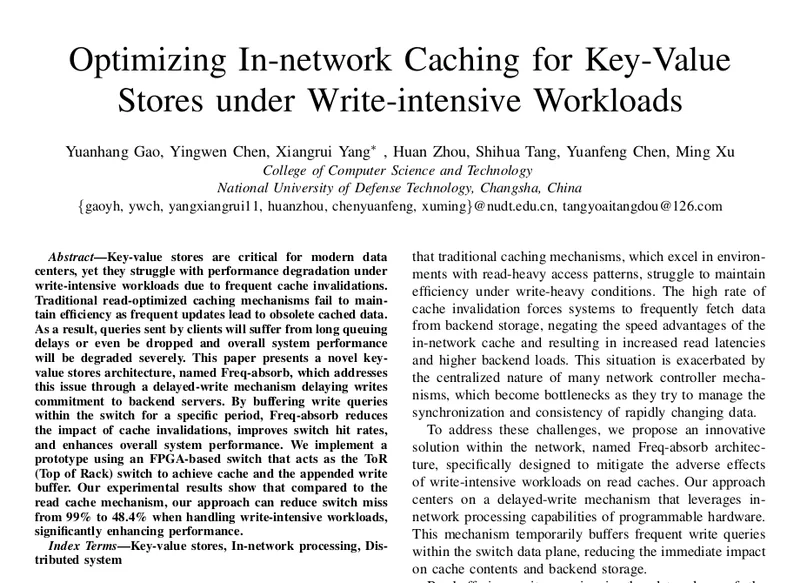 Optimizing In-network Caching for Key-Value
Stores under Write-intensive Workloads
Yuanhang Gao, Yingwen Chen, Xiangrui Yang* , Huan Zhou, Shihua Tang, Yuanfeng Chen, Ming Xu
College of Computer Science and Technology
National University of Defense Technology, Changsha, China
{gaoyh, ywch, yangxiangrui11, huanzhou, chenyuanfeng, xuming}@nudt.edu.cn, tangyoaitangdou@126.com
Abstract—Key-value stores are critical for modern data
centers, yet they struggle with performance degradation under
write-intensive workloads due to frequent cache invalidations.
Traditional read-optimized caching mechanisms fail to main-
tain efficiency as frequent updates lead to obsolete cached data.
As a result, queries sent by clients will suffer from long queuing
delays or even be dropped and overall system performance
will be degraded severely. This paper presents a novel key-
value stores architecture, named Freq-absorb, which addresses
this issue through a delayed-write mechanism delaying writes
commitment to backend servers. By buffering write queries
within the switch for a specific period, Freq-absorb reduces
the impact of cache invalidations, improves switch hit rates,
and enhances overall system performance. We implement a
prototype using an FPGA-based switch that acts as the ToR
(Top of Rack) switch to achieve cache and the appended write
buffer. Our experimental results show that compared to the
read cache mechanism, our approach can reduce switch miss
from 99% to 48.4% when handling write-intensive workloads,
significantly enhancing performance.
Index Terms—Key-value stores, In-network processing, Dis-
tributed system
that traditional caching mechanisms, which excel in environ-
ments with read-heavy access patterns, struggle to maintain
efficiency under write-heavy conditions. The high rate of
cache invalidation forces systems to frequently fetch data
from backend storage, negating the speed advantages of the
in-network cache and resulting in increased read latencies
and higher backend loads. This situation is exacerbated by
the centralized nature of many network controller mecha-
nisms, which become bottlenecks as they try to manage the
synchronization and consistency of rapidly changing data.
To address these challenges, we propose an innovative
solution within the network, named Freq-absorb architec-
ture, specifically designed to mitigate the adverse effects
of write-intensive workloads on read caches. Our approach
centers on a delayed-write mechanism that leverages in-
network processing capabilities of programmable hardware.
This mechanism temporarily buffers frequent write queries
within the switch data plane, reducing the immediate impact
on cache contents and backend storage.